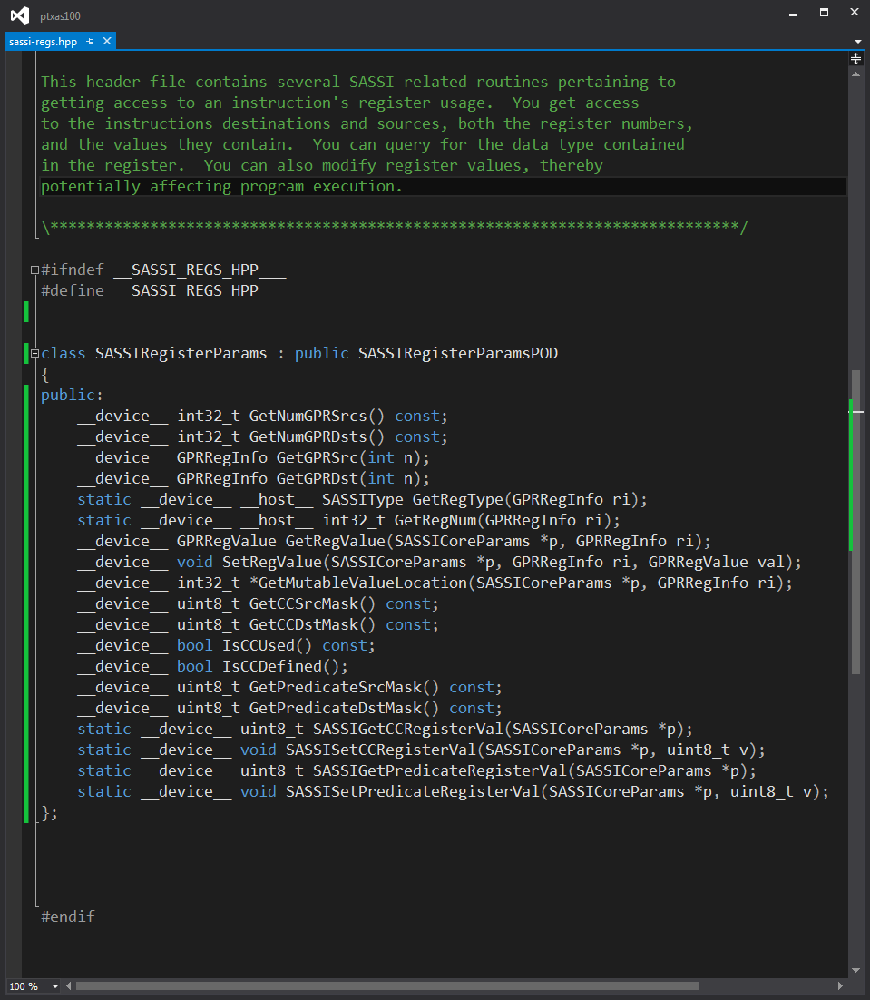 ptxas100
sassi-regs.hpp
This header file contains several SASSI-related routines pertaining to
getting access to an instruction's register usage.  You get access
to the instructions destinations and sources, both the register numbers,
and the values they contain.  You can query for the data type contained
in the register.  You can also modify register values, thereby
potentially affecting program execution.
\****************************************************************************/
#ifndef __SASSI_REGS_HPP___
#define __SASSI_REGS_HPP___
class SASSIRegisterParams : public SASSIRegisterParamsPOD
{
public:
    __device__ int32_t GetNumGPRSrcs() const;
    __device__ int32_t GetNumGPRDsts() const;
    __device__ GPRRegInfo GetGPRSrc(int n);
    __device__ GPRRegInfo GetGPRDst(int n);
    static __device__ __host__ SASSIType GetRegType(GPRRegInfo ri);
    static __device__ __host__ int32_t GetRegNum(GPRRegInfo ri);
    __device__ GPRRegValue GetRegValue(SASSICoreParams *p, GPRRegInfo ri);
    __device__ void SetRegValue(SASSICoreParams *p, GPRRegInfo ri, GPRRegValue val);
    __device__ int32_t *GetMutableValueLocation(SASSICoreParams *p, GPRRegInfo ri);
    __device__ uint8_t GetCCSrcMask() const;
    __device__ uint8_t GetCCDstMask() const;
    __device__ bool IsCCUsed() const;
    __device__ bool IsCCDefined();
    __device__ uint8_t GetPredicateSrcMask() const;
    __device__ uint8_t GetPredicateDstMask() const;
    static __device__ uint8_t SASSIGetCCRegisterVal(SASSICoreParams *p);
    static __device__ void SASSISetCCRegisterVal(SASSICoreParams *p, uint8_t v);
    static __device__ uint8_t SASSIGetPredicateRegisterVal(SASSICoreParams *p);
    static __device__ void SASSISetPredicateRegisterVal(SASSICoreParams *p, uint8_t v);
};
#endif
100 %